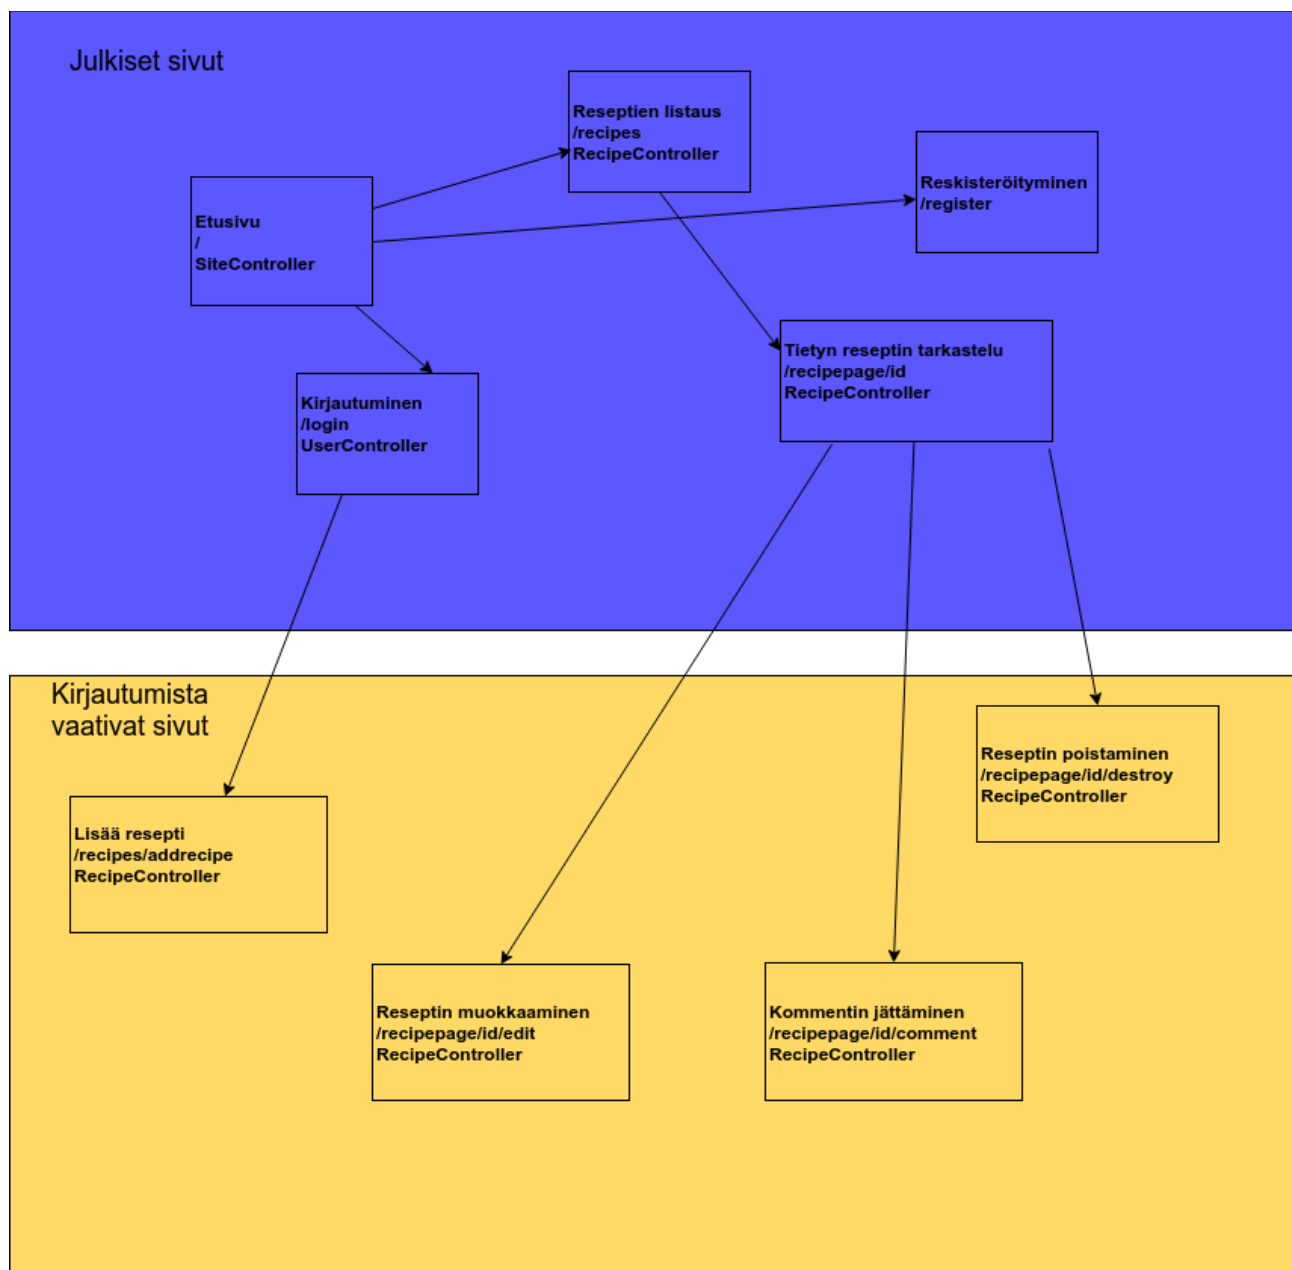 Julkiset sivut
Reseptien listaus
/recipes
RecipeController
Reskisteröityminen
/register
Etusivu
/
SiteController
Tietyn reseptin tarkastelu
/recipepage/id
RecipeController
Kirjautuminen
/login
UserController
Kirjautumista
vaativat sivut
Reseptin poistaminen
/recipepage/id/destroy
RecipeController
Lisää resepti
/recipes/addrecipe
RecipeController
Reseptin muokkaaminen
/recipepage/id/edit
RecipeController
Kommentin jättäminen
/recipepage/id/comment
RecipeController